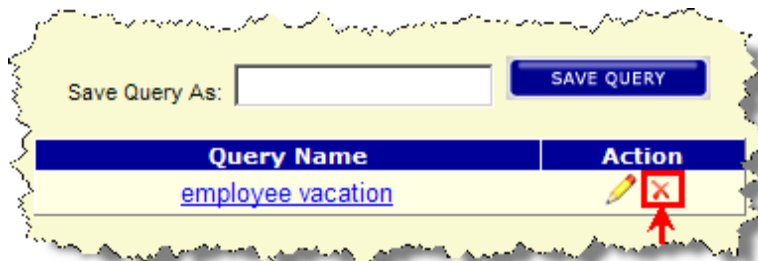 Save Query As: SAVE QUERY
Query Name Action
employee vacation